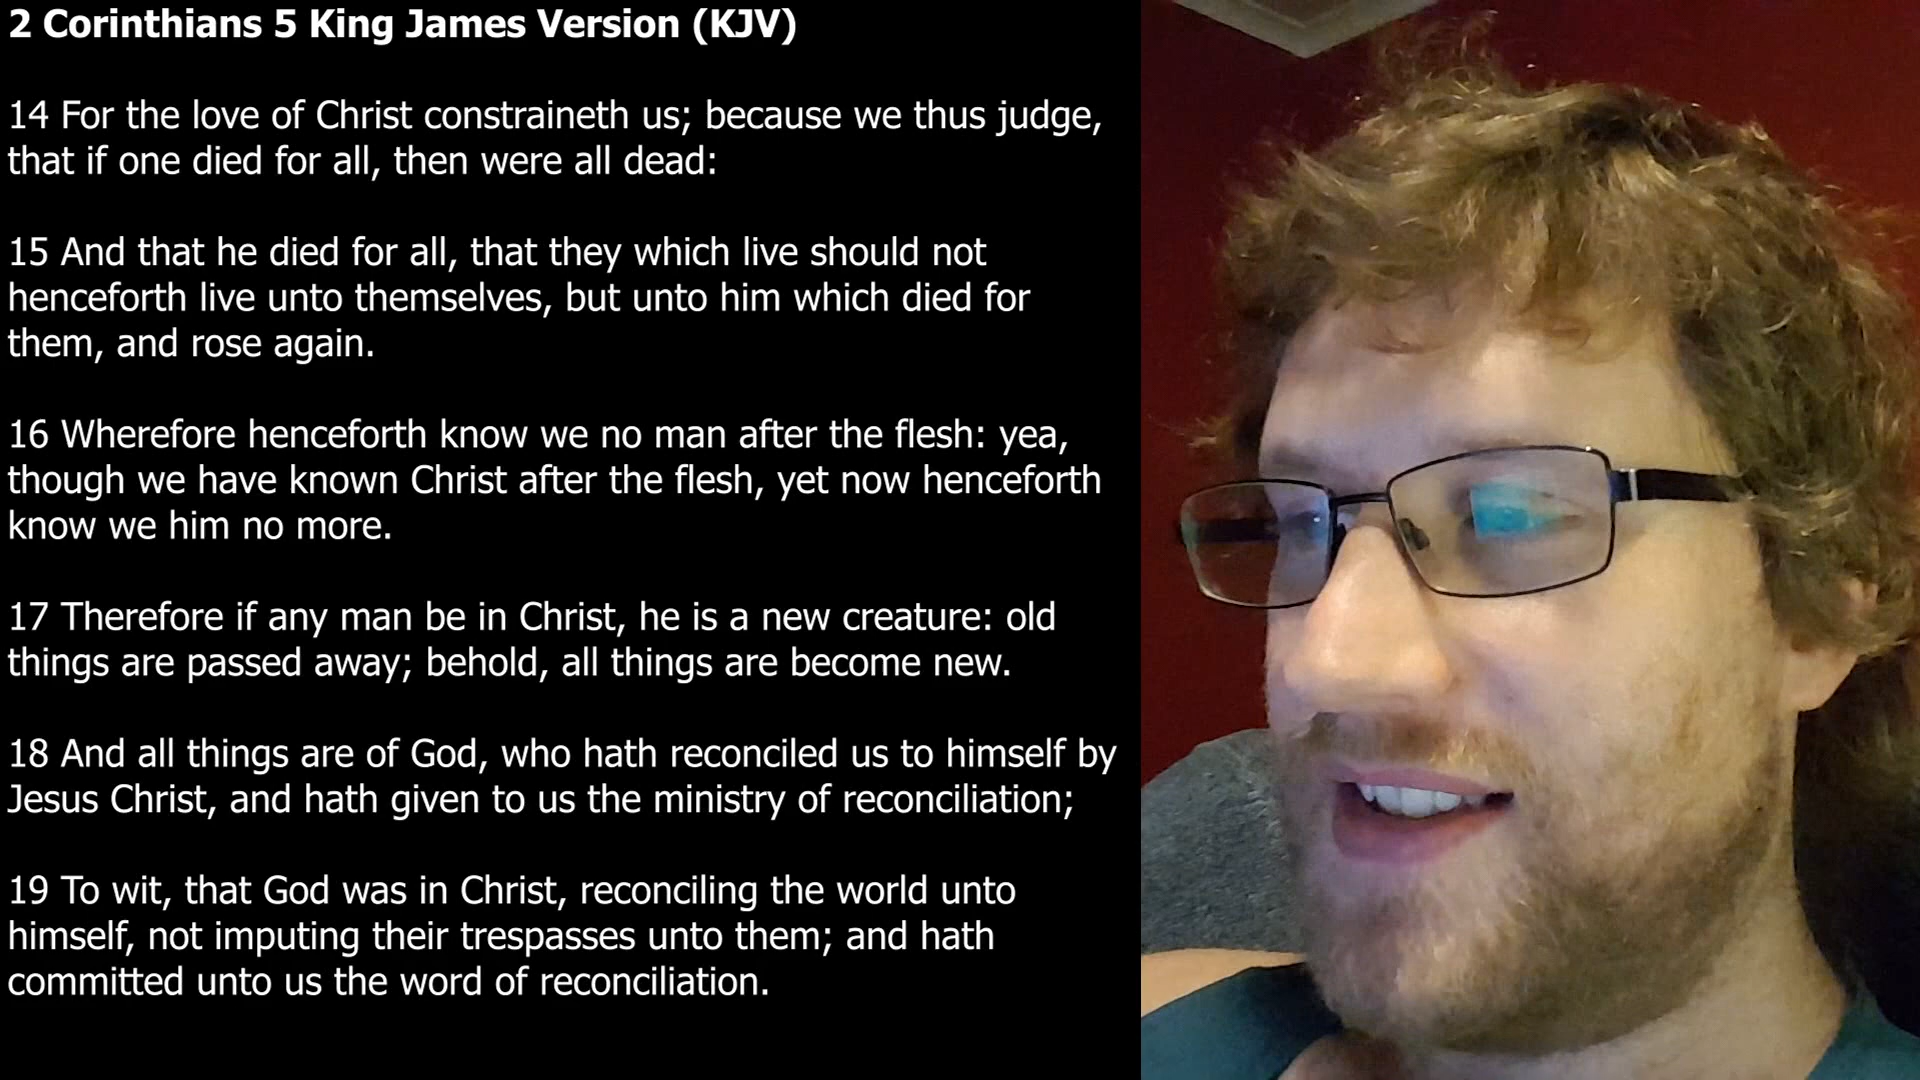 2 Corinthians 5 King James Version (KJV)
14 For the love of Christ constraineth us; because we thus judge,
that if one died for all, then were all dead:
15 And that he died for all, that they which live should not
henceforth live unto themselves, but unto him which died for
them, and rose again.
16 Wherefore henceforth know we no man after the flesh: yea,
though we have known Christ after the flesh, yet now henceforth
know we him no more.
17 Therefore if any man be in Christ, he is a new creature: old
things are passed away; behold, all things are become new.
18 And all things are of God, who hath reconciled us to himself by
Jesus Christ, and hath given to us the ministry of reconciliation;
19 To wit, that God was in Christ, reconciling the world unto
himself, not imputing their trespasses unto them; and hath
committed unto us the word of reconciliation.